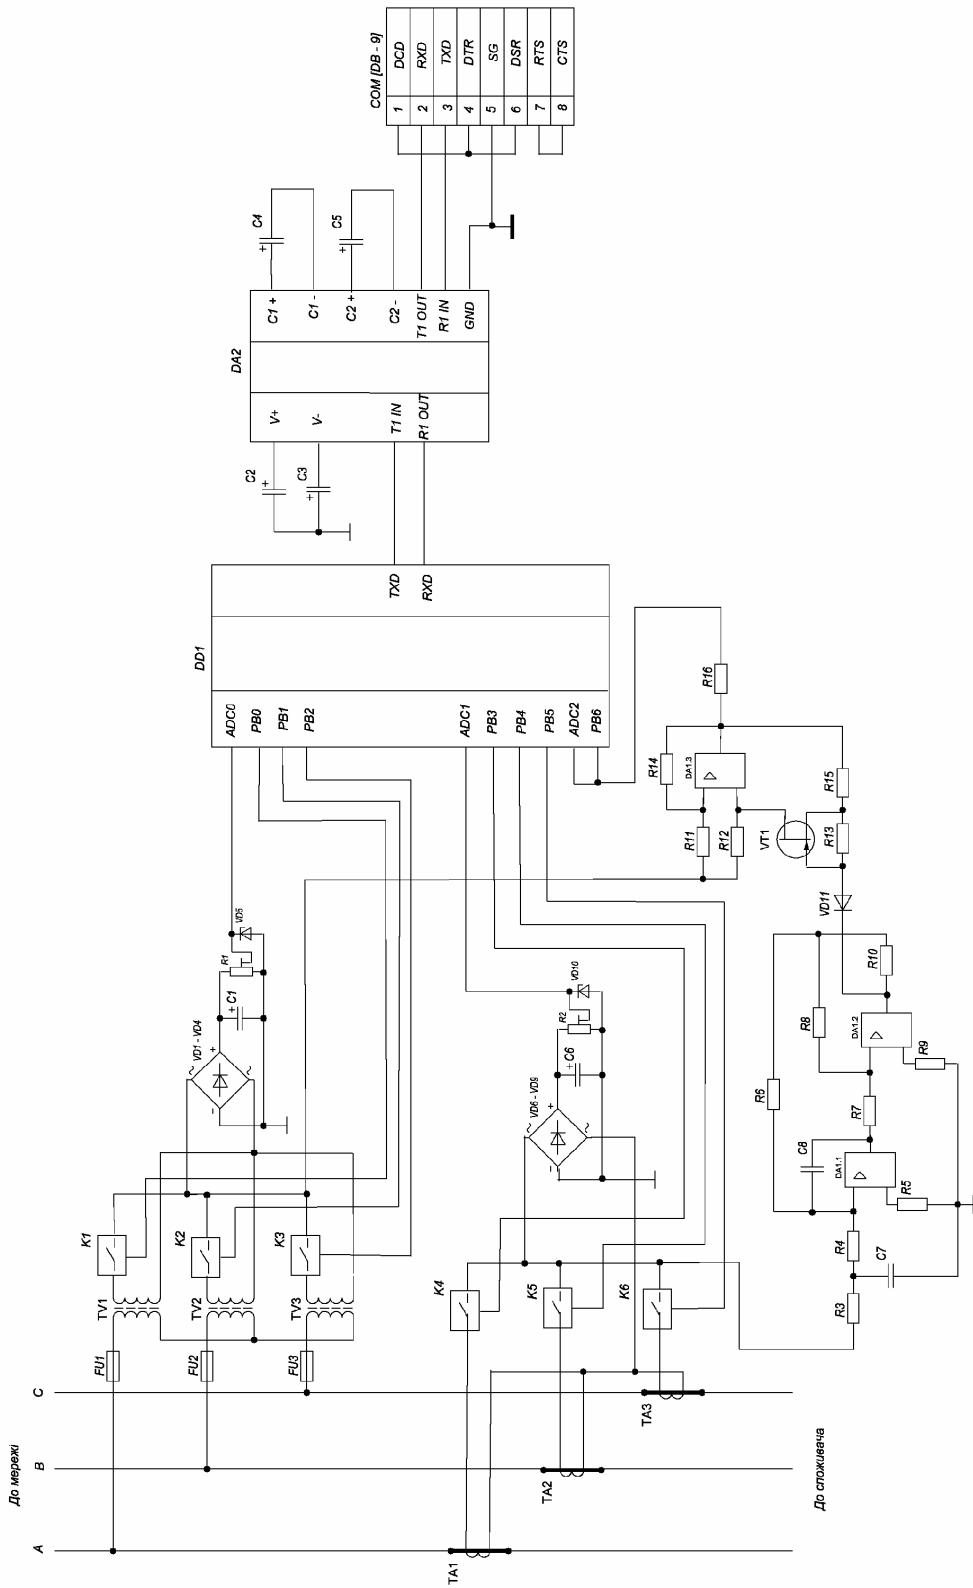 COM [DB - 9]
1 DCD
2 RXD
3 TXD
4 DTR
5 SG
6 DSR
7 RTS
8 CTS
C4
+
C5
+
DA2
C1 +
C1 -
C2 +
C2 -
T1 OUT
R1 IN
GND
V+
V-
T1 IN
R1 OUT
C2
+
C3
+
DD1
TXD
RXD
ADC0
PB0
PB1
PB2
ADC1
PB3
PB4
PB5
ADC2
PB6
R16
R14
DA1.3
R11
R12
R15
R13
VT1
VD11
VD5
R1
+ C1
VD1 - VD4
+
-
~
~
VD10
R2
+ C6
VD6 - VD9
+
-
~
~
R10
R8
DA1.2
R9
R6
R7
C8
DA1.1
R5
R4
C7
R3
K1
K2
K3
K4
K5
K6
TV1
TV2
TV3
FU1
FU2
FU3
TA1
TA2
TA3
До мережі
A
B
C
До споживача